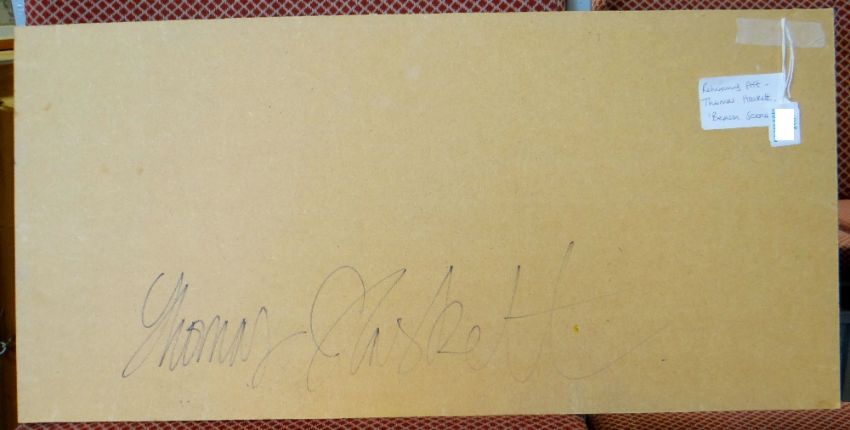 Thomas Haskett,
'Beach Scene
Thomas Haskett